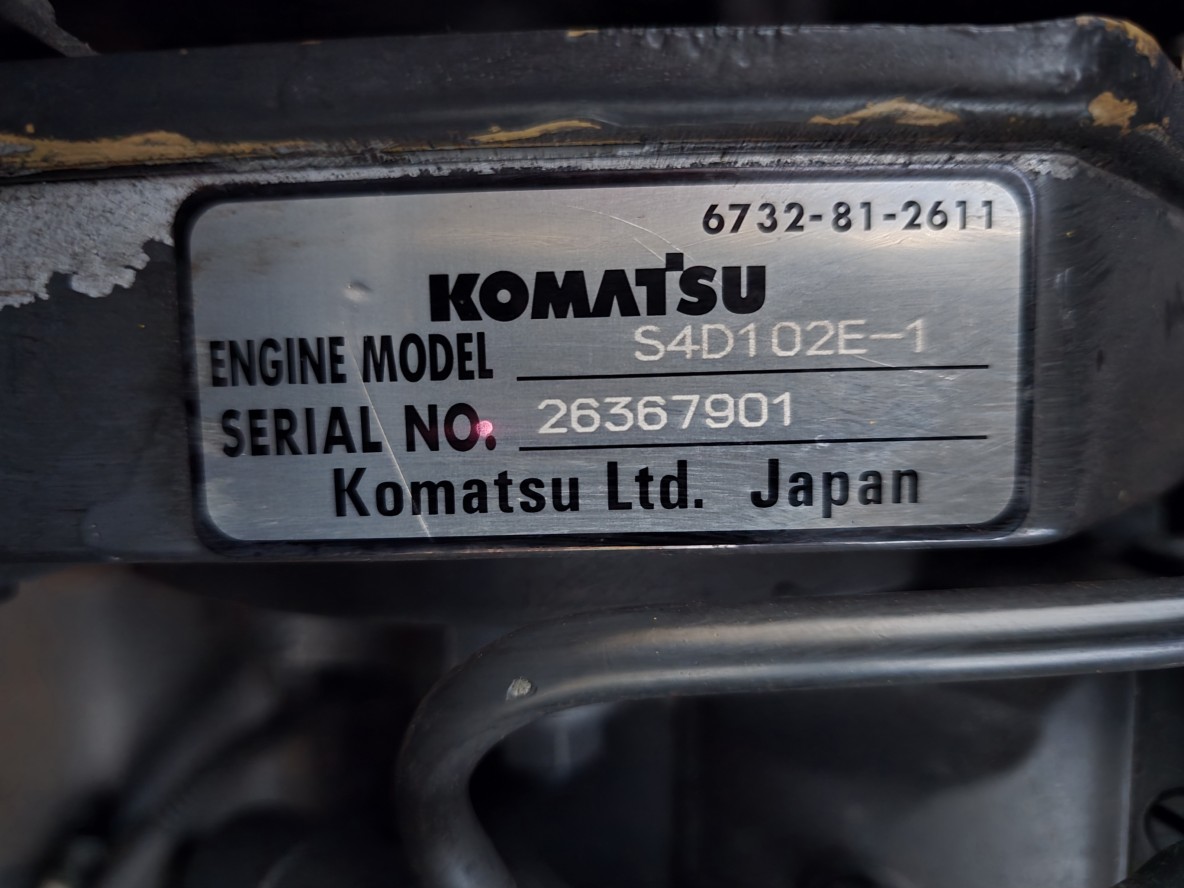 6732-81-2611
KOMATSU
ENGINE MODEL S4D102E-1
SERIAL NO. 26367901
Komatsu Ltd. Japan